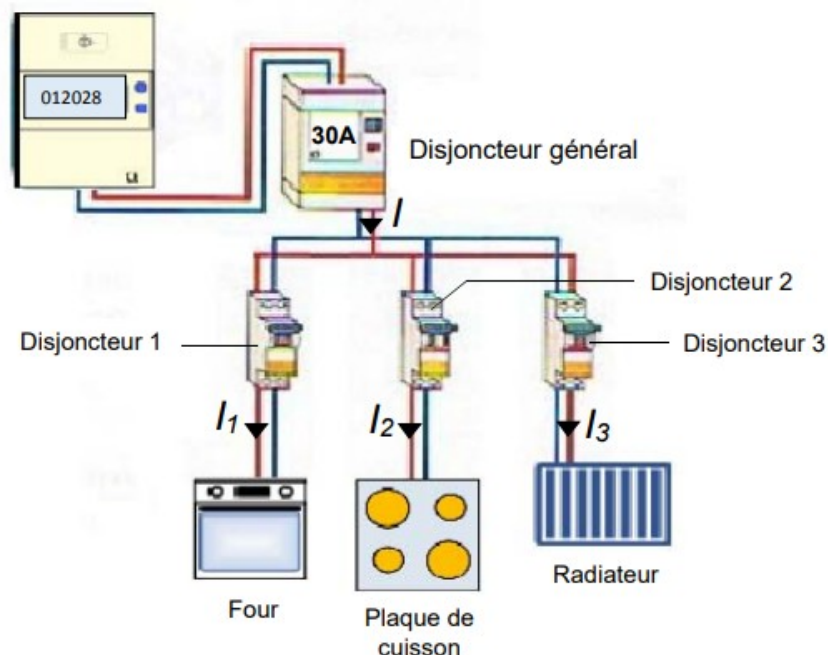 012028
30A
Disjoncteur général
I
Disjoncteur 2
Disjoncteur 1
Disjoncteur 3
I1
I2
I3
Four
Plaque de
cuisson
Radiateur